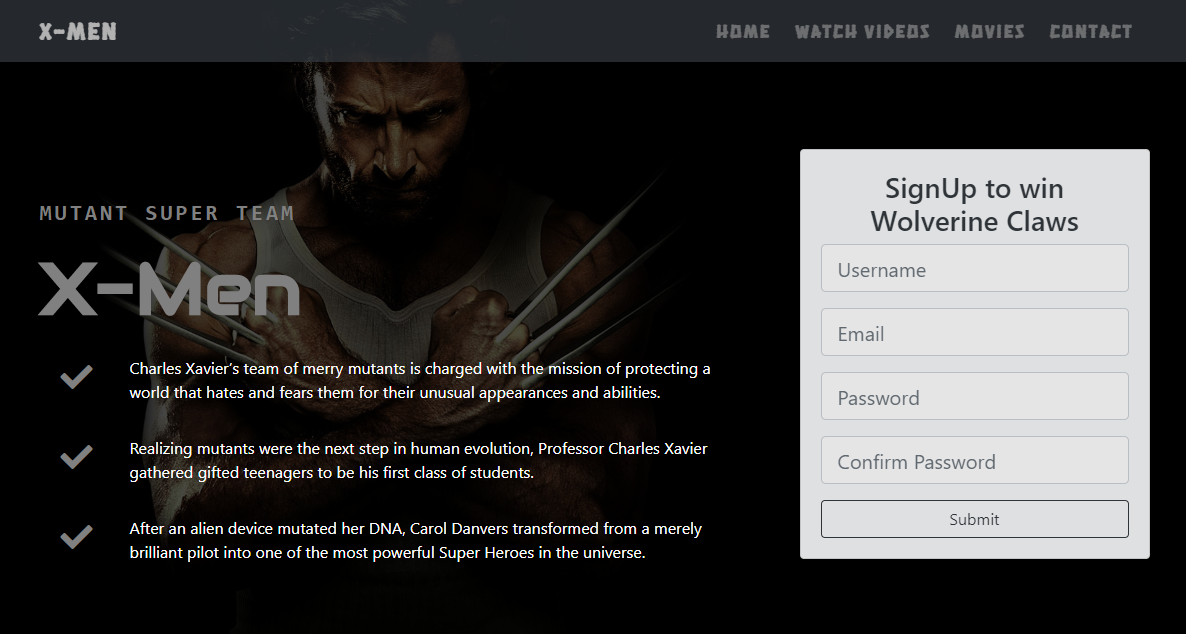 X-MEN
HOME WATCH VIDEOS MOVIES CONTACT
MUTANT SUPER TEAM
X-Men
Charles Xavier's team of merry mutants is charged with the mission of protecting a
world that hates and fears them for their unusual appearances and abilities.
Realizing mutants were the next step in human evolution, Professor Charles Xavier
gathered gifted teenagers to be his first class of students.
After an alien device mutated her DNA, Carol Danvers transformed from a merely
brilliant pilot into one of the most powerful Super Heroes in the universe.
SignUp to win
Wolverine Claws
Username
Email
Password
Confirm Password
Submit